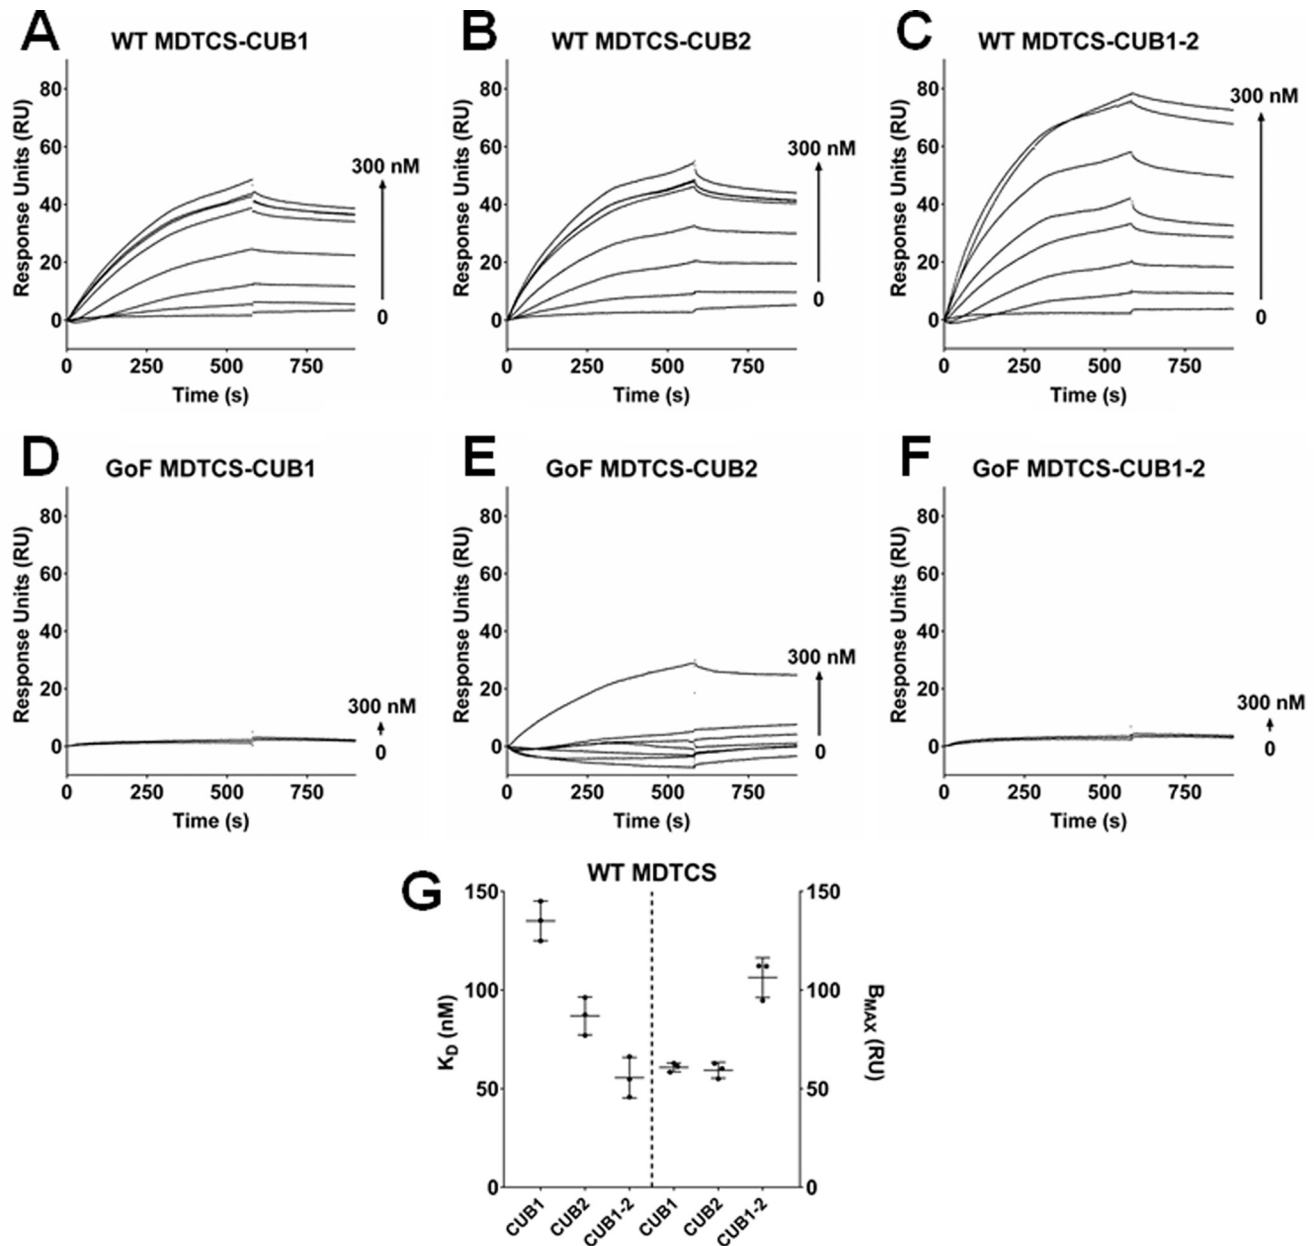 A WT MDTCS-CUB1
Response Units (RU)
80
60
40
20
0
0 250 500 750
Time (s)
300 nM
0
B WT MDTCS-CUB2
Response Units (RU)
80
60
40
20
0
0 250 500 750
Time (s)
300 nM
0
C WT MDTCS-CUB1-2
Response Units (RU)
80
60
40
20
0
0 250 500 750
Time (s)
300 nM
0
D GoF MDTCS-CUB1
Response Units (RU)
80
60
40
20
0
0 250 500 750
Time (s)
300 nM
0
E GoF MDTCS-CUB2
Response Units (RU)
80
60
40
20
0
0 250 500 750
Time (s)
300 nM
0
F GoF MDTCS-CUB1-2
Response Units (RU)
80
60
40
20
0
0 250 500 750
Time (s)
300 nM
0
G WT MDTCS
K_D (nM)
150
100
50
0
150
100
50
0
B_MAX (RU)
CUB1 CUB2 CUB1-2 CUB1 CUB2 CUB1-2